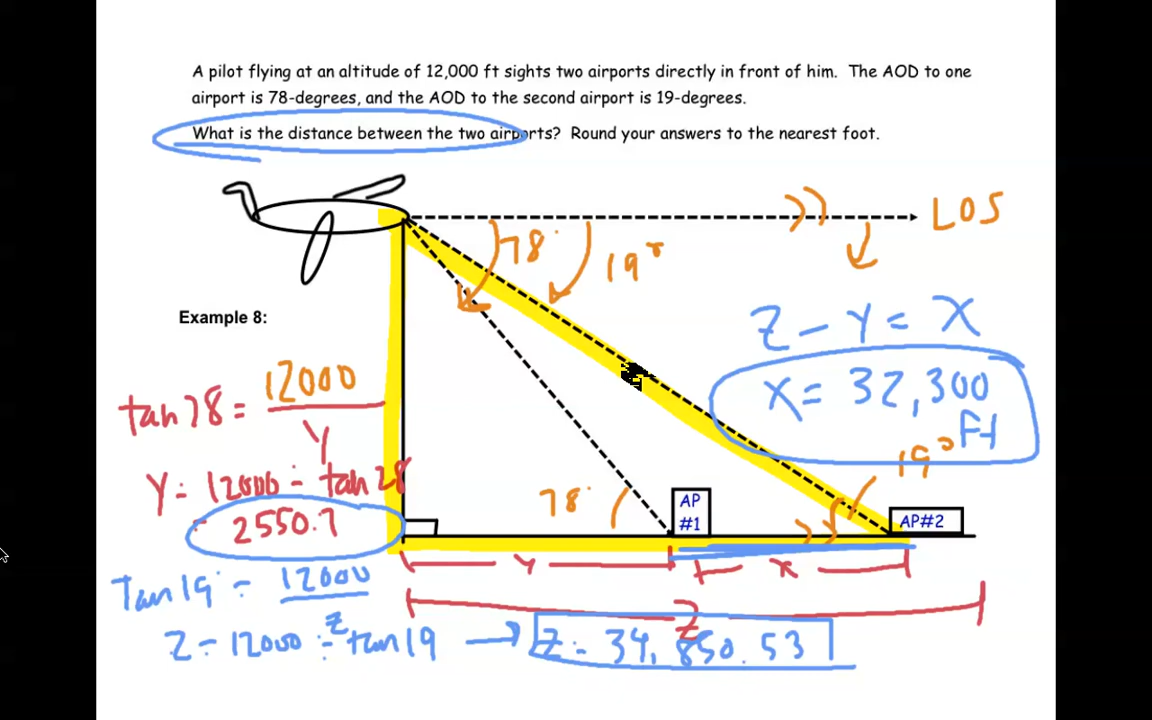 A pilot flying at an altitude of 12,000 ft sights two airports directly in front of him. The AOD to one
airport is 78-degrees, and the AOD to the second airport is 19-degrees.
What is the distance between the two airports? Round your answers to the nearest foot.
LOS
78°
19°
Example 8:
Z - Y = X
X = 32,300
Ft
tan 78 = 12000
Y
Y = 12000 ÷ tan 78
= 2550.7
78°
19°
AP
#1
AP#2
Y
X
Z
Tan 19 = 12000
Z
Z = 12000 ÷ tan 19 → Z = 34,850.53